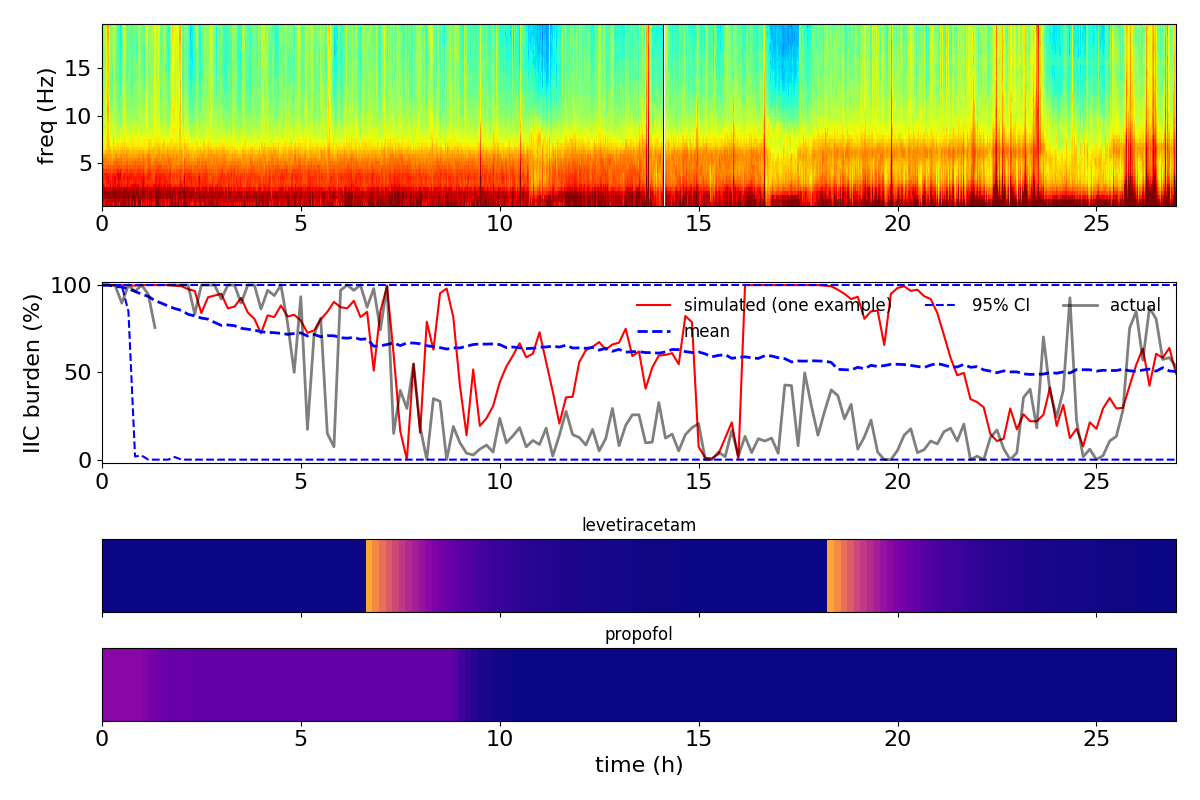 freq (Hz)
15
10
5
0 5 10 15 20 25
IIC burden (%)
100
50
0
simulated (one example) 95% CI actual
mean
0 5 10 15 20 25
levetiracetam
propofol
0 5 10 15 20 25
time (h)